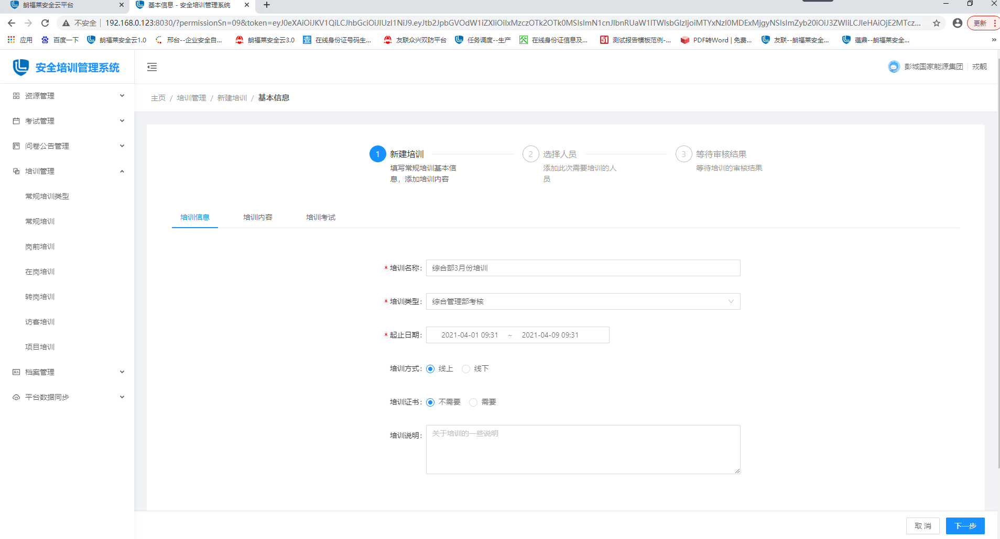 朗福莱安全云平台
基本信息 - 安全培训管理系统
不安全
192.168.0.123:8030/?permissionSn=09&token=eyJ0eXAiOiJKV1QiLCJhbGciOiJIUzI1NiJ9.eyJtb2JpbGVOdW1iZXIiOiIxMzczOTk2OTk0MSIsImN1cnJlbnRUaW1lTWlsbGlzIjoiMTYxNzI0MDExMjgyNSIsImZyb20iOiJ3ZWIiLCJleHAiOjE2MTcz...
更新
应用
百度一下
朗福莱安全云1.0
邢台--企业安全自...
朗福莱安全云3.0
查
在线身份证号码生...
友联众兴双防平台
任务调度--生产
在线身份证信息及...
51
测试报告模板范例-...
PDF转Word | 免费...
友联--朗福莱安全...
蕴鼎--朗福莱安全...
»
安全培训管理系统
彭城国家能源集团
戎靓
资源管理
考试管理
问卷公告管理
培训管理
常规培训类型
常规培训
岗前培训
在岗培训
转岗培训
访客培训
项目培训
档案管理
平台数据同步
主页 / 培训管理 / 新建培训 / 基本信息
1 新建培训
填写常规培训基本信
息，添加培训内容
2 选择人员
添加此次需要培训的人
员
3 等待审核结果
等待培训的审核结果
培训信息
培训内容
培训考试
* 培训名称: 综合部3月份培训
* 培训类型: 综合管理部考核
* 起止日期: 2021-04-01 09:31 ~ 2021-04-09 09:31
培训方式: 线上 线下
培训证书: 不需要 需要
培训说明: 关于培训的一些说明
取 消
下一步